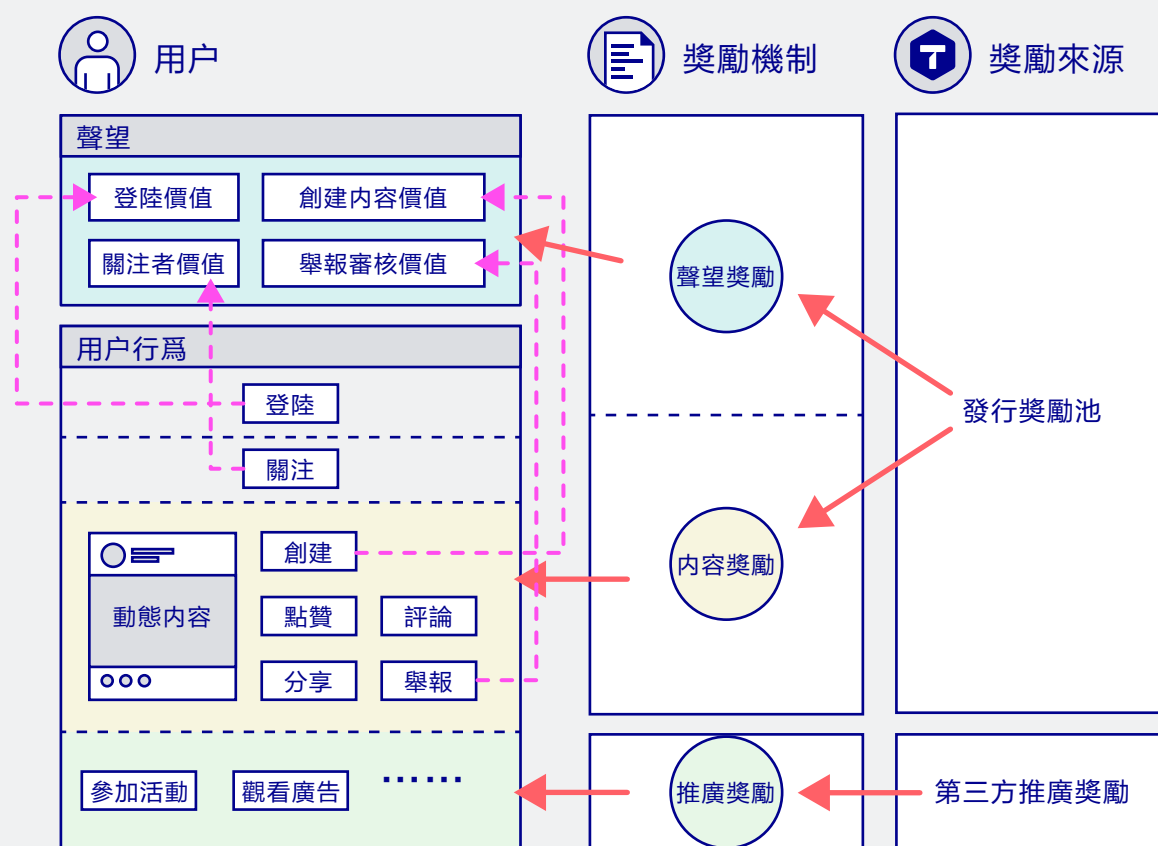 用户
獎勵機制
獎勵來源
聲望
登陸價值
創建内容價值
關注者價值
舉報審核價值
聲望獎勵
用户行爲
登陸
發行獎勵池
關注
創建
内容獎勵
動態内容
點贊
評論
分享
舉報
參加活動
觀看廣告
……
推廣獎勵
第三方推廣獎勵